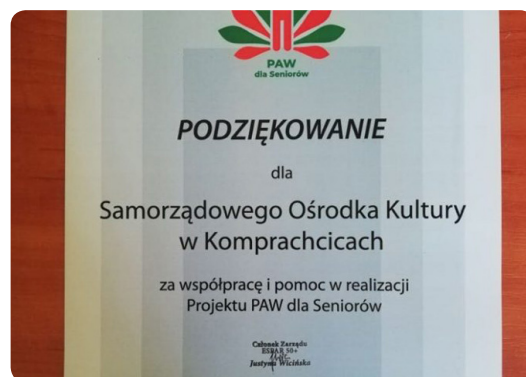 PAW
dla Seniorów
PODZIĘKOWANIE
dla
Samorządowego Ośrodka Kultury
w Komprachcicach
za współpracę i pomoc w realizacji
Projektu PAW dla Seniorów
Członek Zarządu
ESPAR 50+
Justyna Wicińska